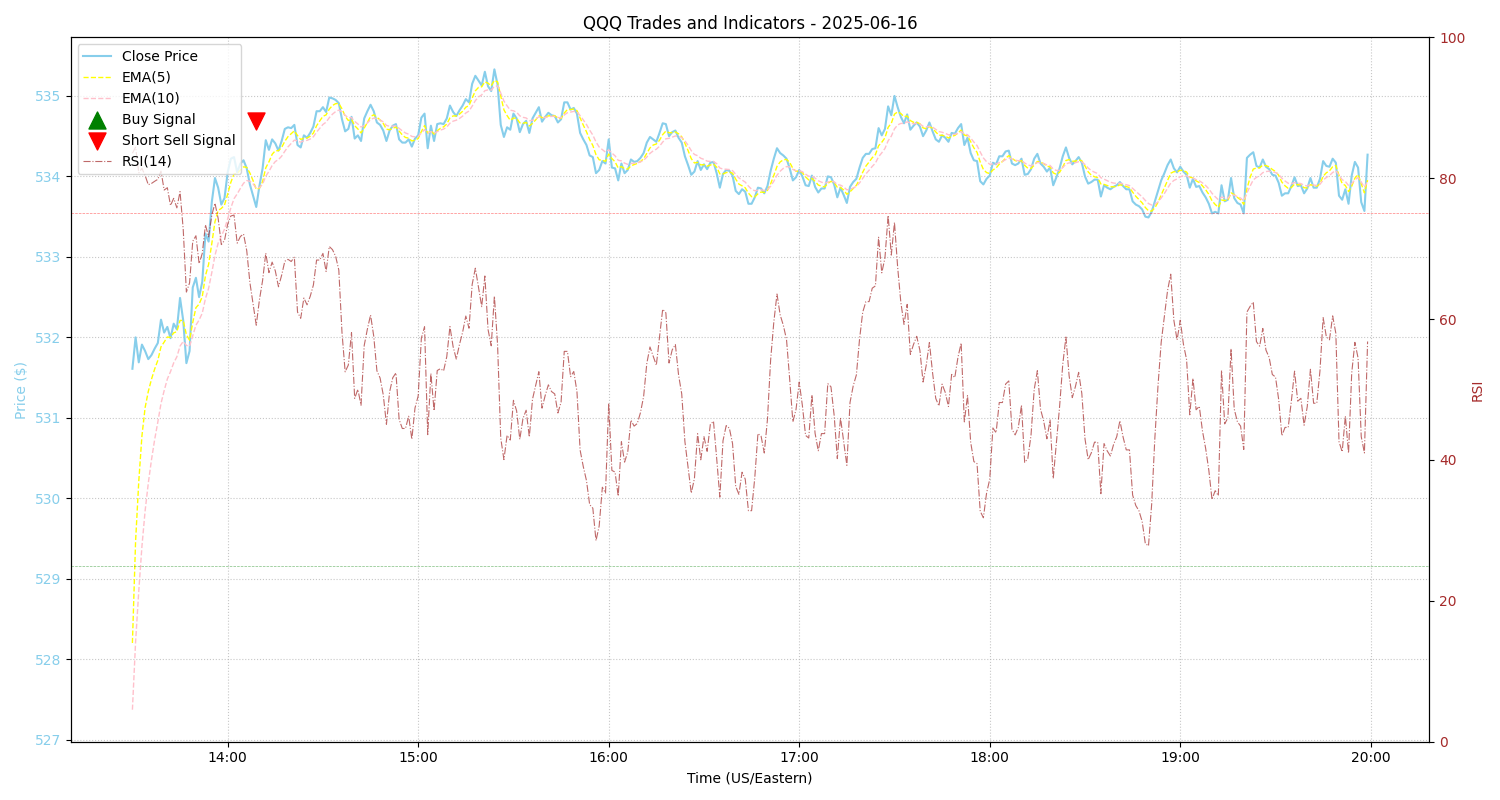 QQQ Trades and Indicators - 2025-06-16
Close Price
EMA(5)
EMA(10)
Buy Signal
Short Sell Signal
RSI(14)
535
534
533
532
531
530
529
528
527
Price ($)
100
80
60
40
20
0
RSI
14:00 15:00 16:00 17:00 18:00 19:00 20:00
Time (US/Eastern)